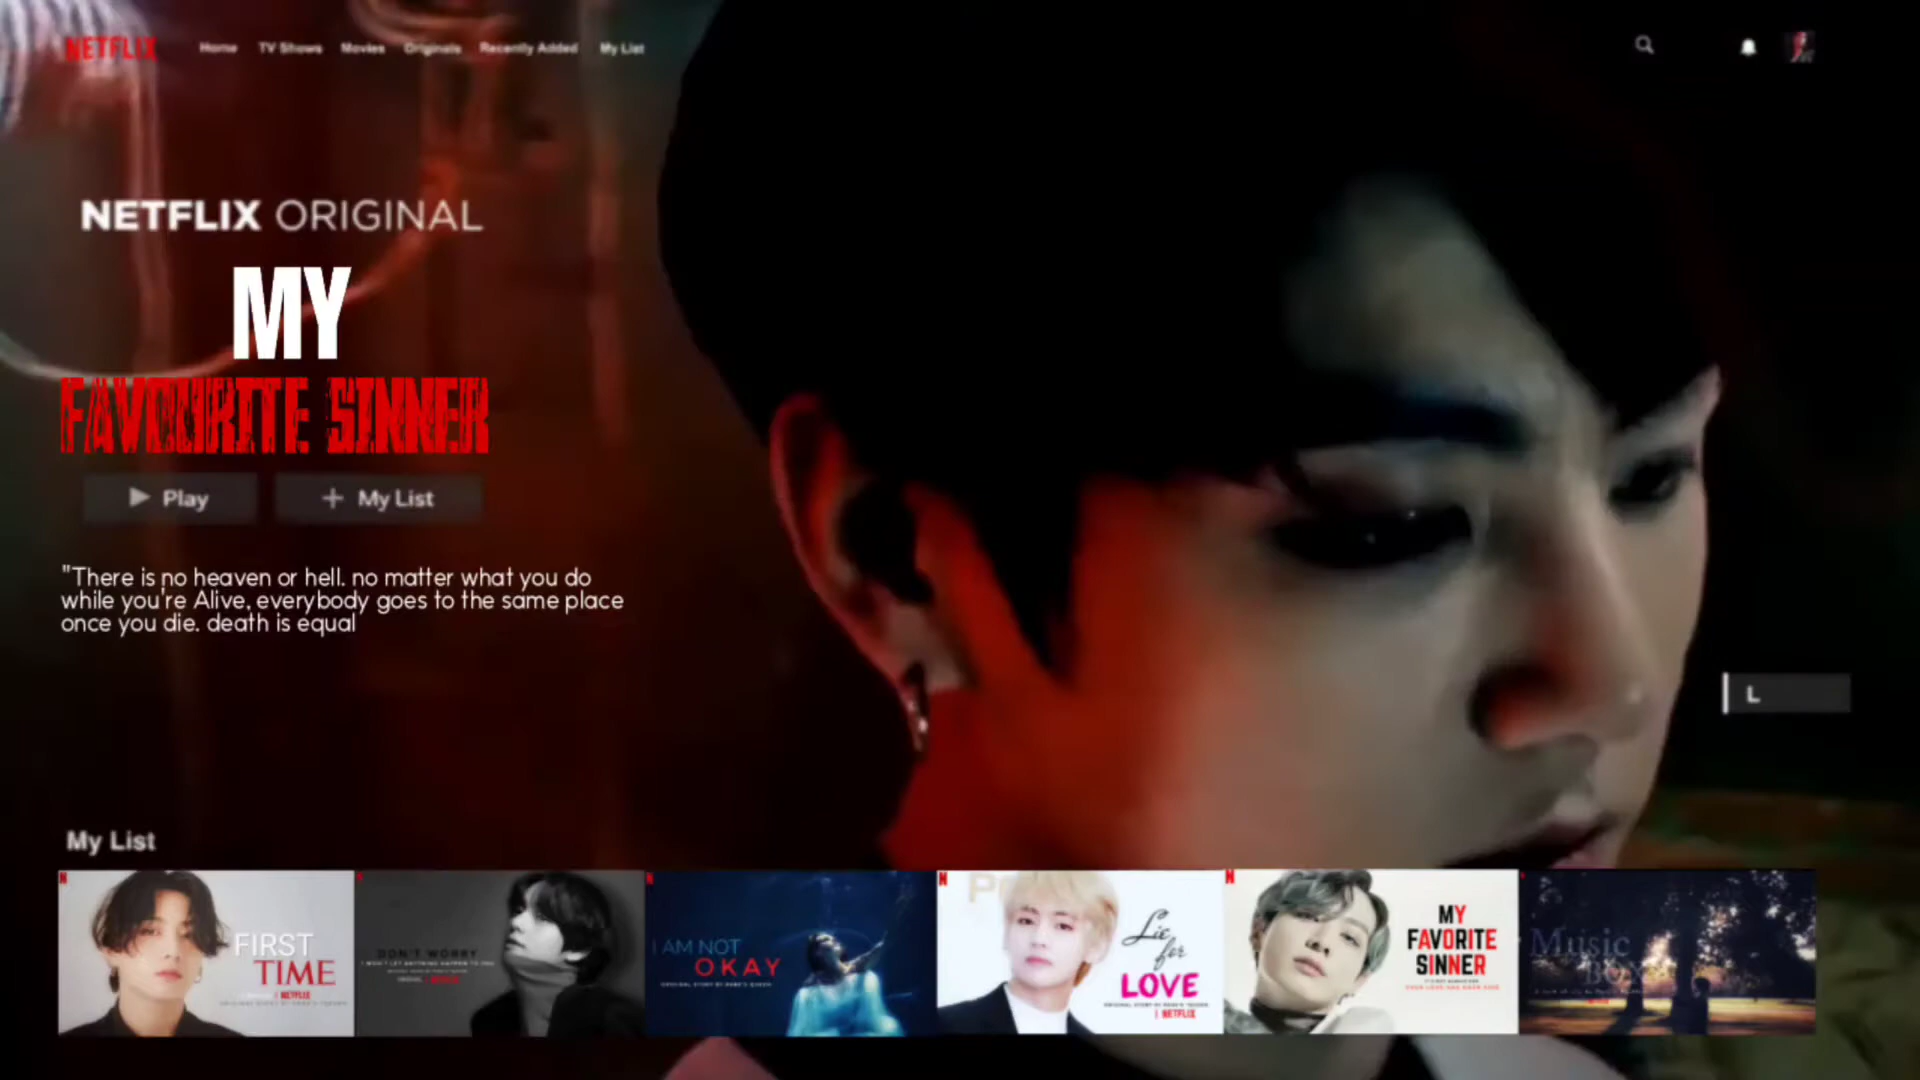 NETFLIX
Home TV Shows Movies Originals Recently Added My List
NETFLIX ORIGINAL
MY
FAVOURITE SINNER
Play
+ My List
"There is no heaven or hell. no matter what you do
while you're Alive, everybody goes to the same place
once you die. death is equal
L
My List
FIRST
TIME
NETFLIX
DON'T WORRY
I AM NOT
OKAY
Lie
for
LOVE
NETFLIX
MY
FAVORITE
SINNER
Music
BOX